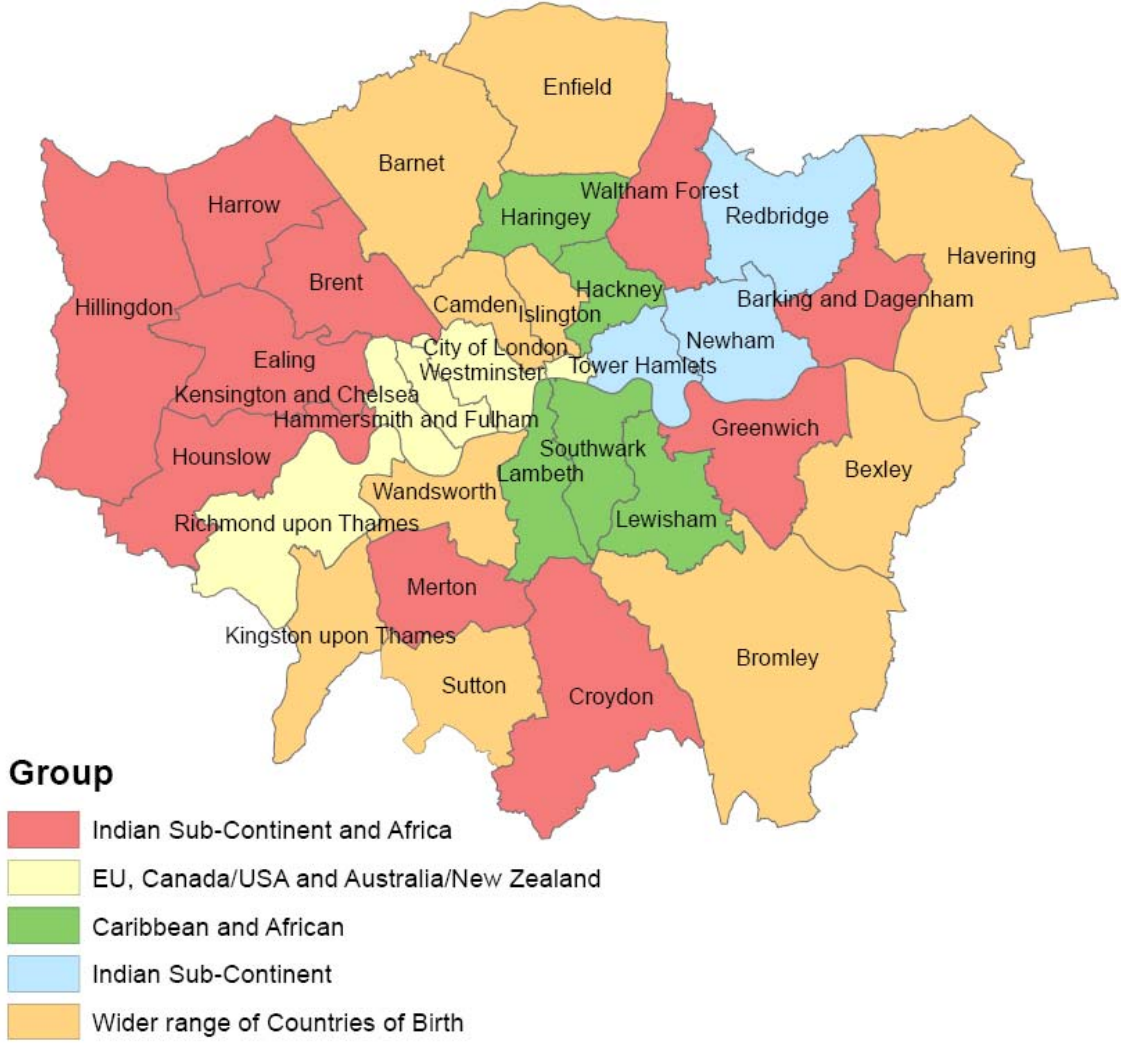 Enfield
Barnet
Waltham Forest
Harrow
Haringey
Redbridge
Havering
Brent
Hackney
Hillingdon
Camden
Islington
Barking and Dagenham
Newham
City of London
Ealing
Westminster
Tower Hamlets
Kensington and Chelsea
Hammersmith and Fulham
Greenwich
Southwark
Hounslow
Lambeth
Bexley
Wandsworth
Richmond upon Thames
Lewisham
Merton
Kingston upon Thames
Bromley
Sutton
Croydon
Group
Indian Sub-Continent and Africa
EU, Canada/USA and Australia/New Zealand
Caribbean and African
Indian Sub-Continent
Wider range of Countries of Birth